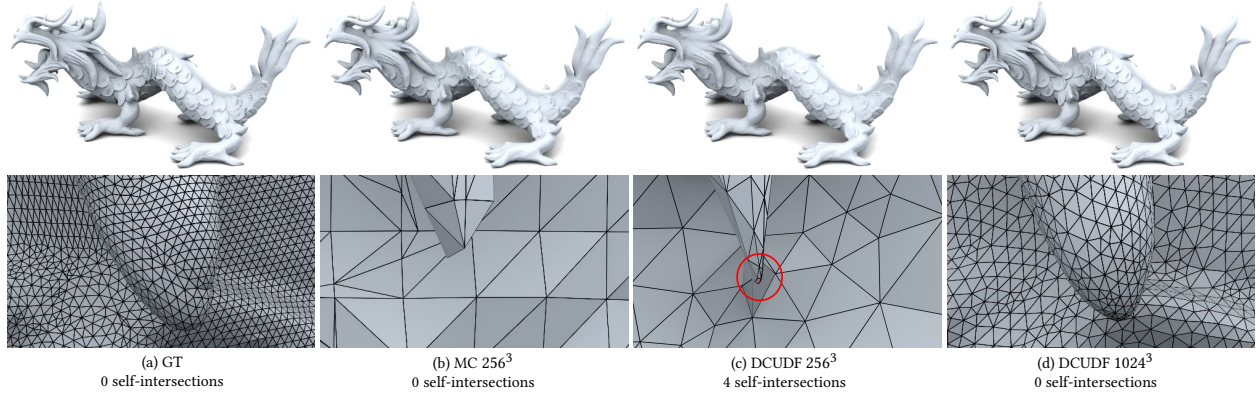 (a) GT
0 self-intersections
(b) MC 256³
0 self-intersections
(c) DCUDF 256³
4 self-intersections
(d) DCUDF 1024³
0 self-intersections